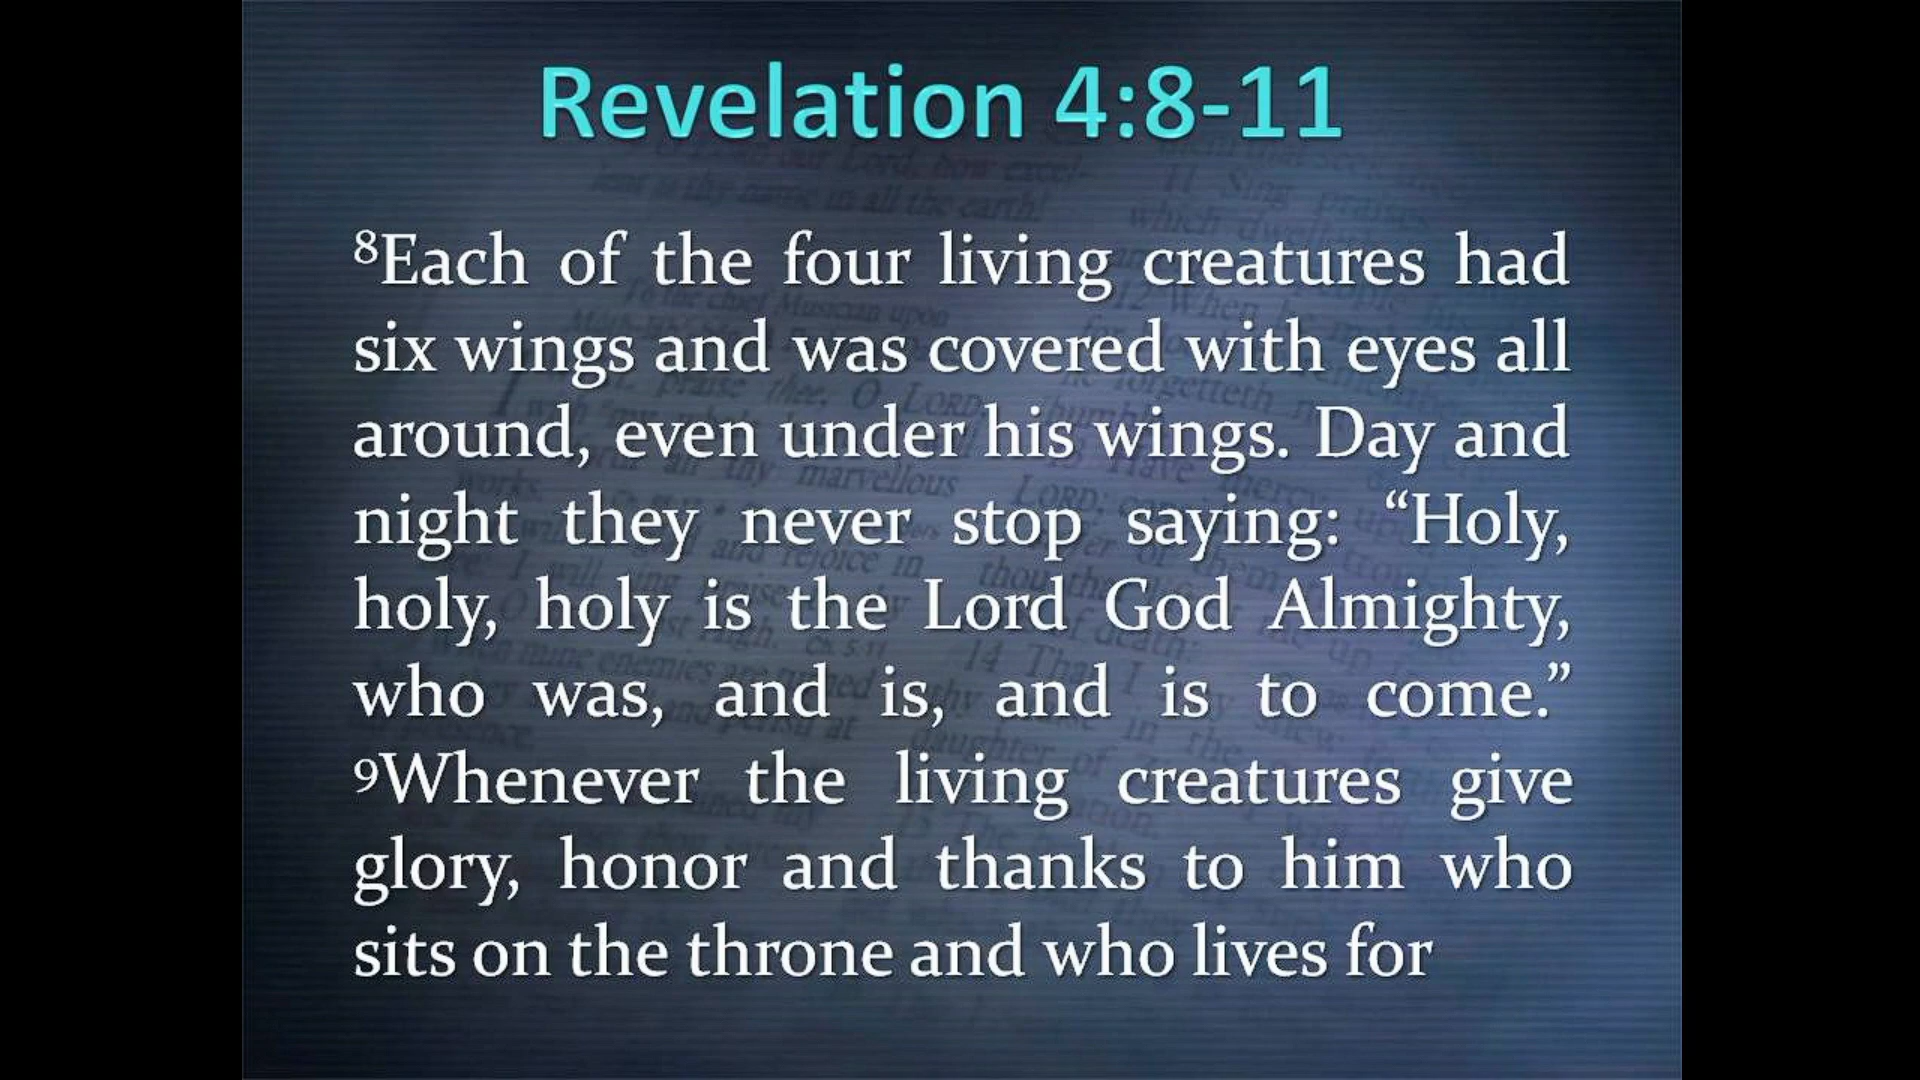 Revelation 4:8-11
⁸Each of the four living creatures had
six wings and was covered with eyes all
around, even under his wings. Day and
night they never stop saying: “Holy,
holy, holy is the Lord God Almighty,
who was, and is, and is to come.”
⁹Whenever the living creatures give
glory, honor and thanks to him who
sits on the throne and who lives for